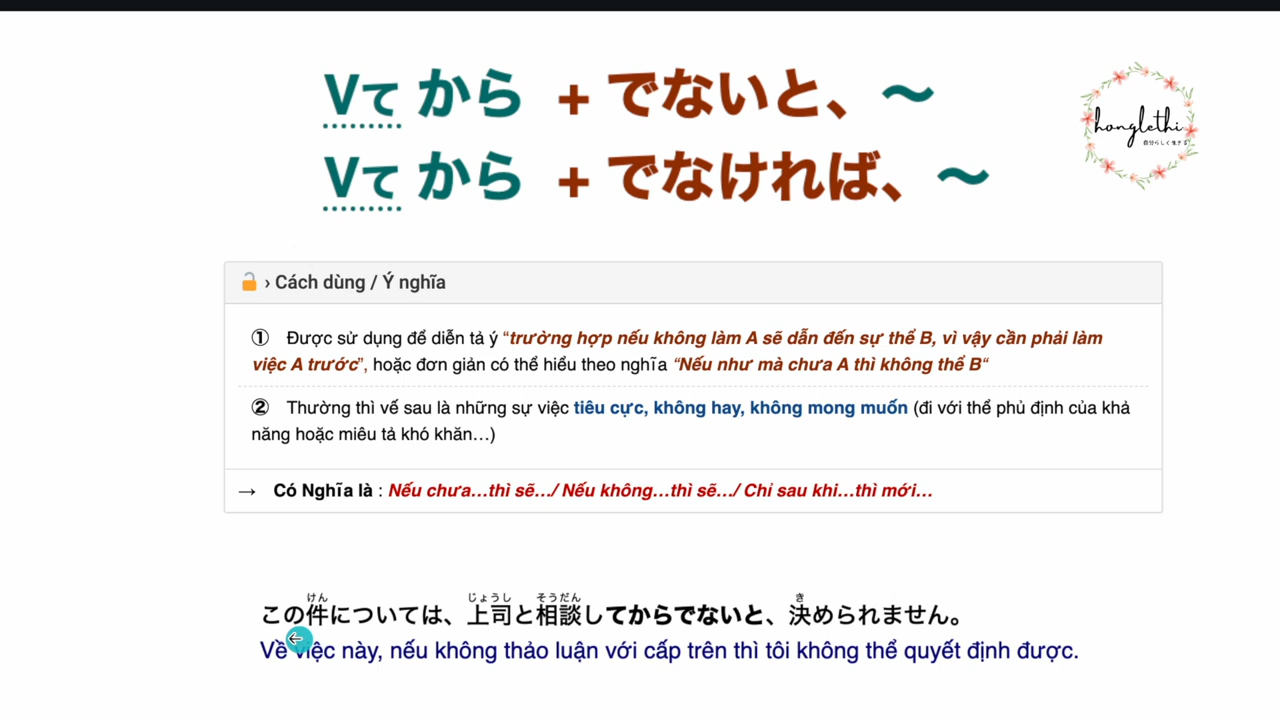 Vて から + でないと、〜
Vて から + でなければ、〜
honglethi
自分らしく生きる
› Cách dùng / Ý nghĩa
① Được sử dụng để diễn tả ý “trường hợp nếu không làm A sẽ dẫn đến sự thể B, vì vậy cần phải làm
việc A trước”, hoặc đơn giản có thể hiểu theo nghĩa “Nếu như mà chưa A thì không thể B“
② Thường thì vế sau là những sự việc tiêu cực, không hay, không mong muốn (đi với thể phủ định của khả
năng hoặc miêu tả khó khăn…)
→ Có Nghĩa là : Nếu chưa…thì sẽ…/ Nếu không…thì sẽ…/ Chỉ sau khi…thì mới…
けん じょうし そうだん き
この件については、上司と相談してからでないと、決められません。
Về việc này, nếu không thảo luận với cấp trên thì tôi không thể quyết định được.